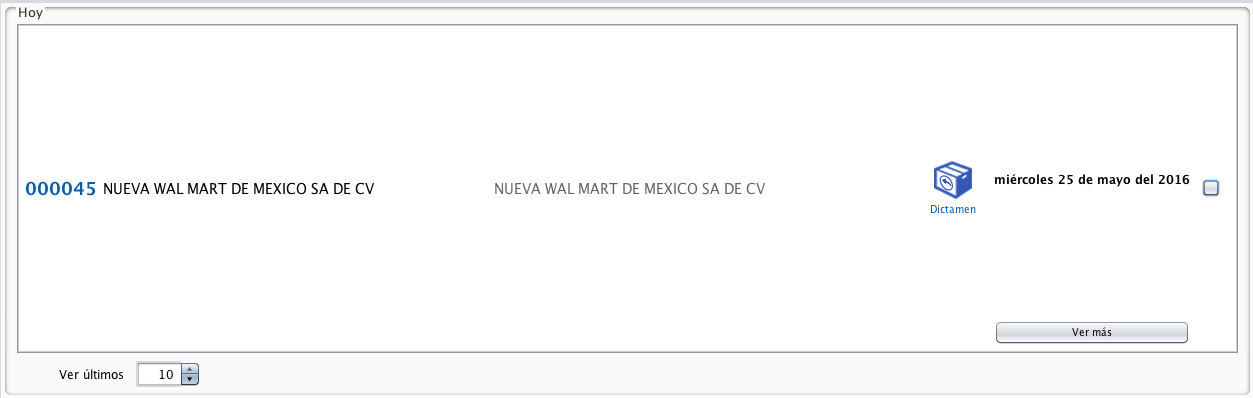 Hoy
000045 NUEVA WAL MART DE MEXICO SA DE CV NUEVA WAL MART DE MEXICO SA DE CV miércoles 25 de mayo del 2016
Dictamen
Ver más
Ver últimos 10